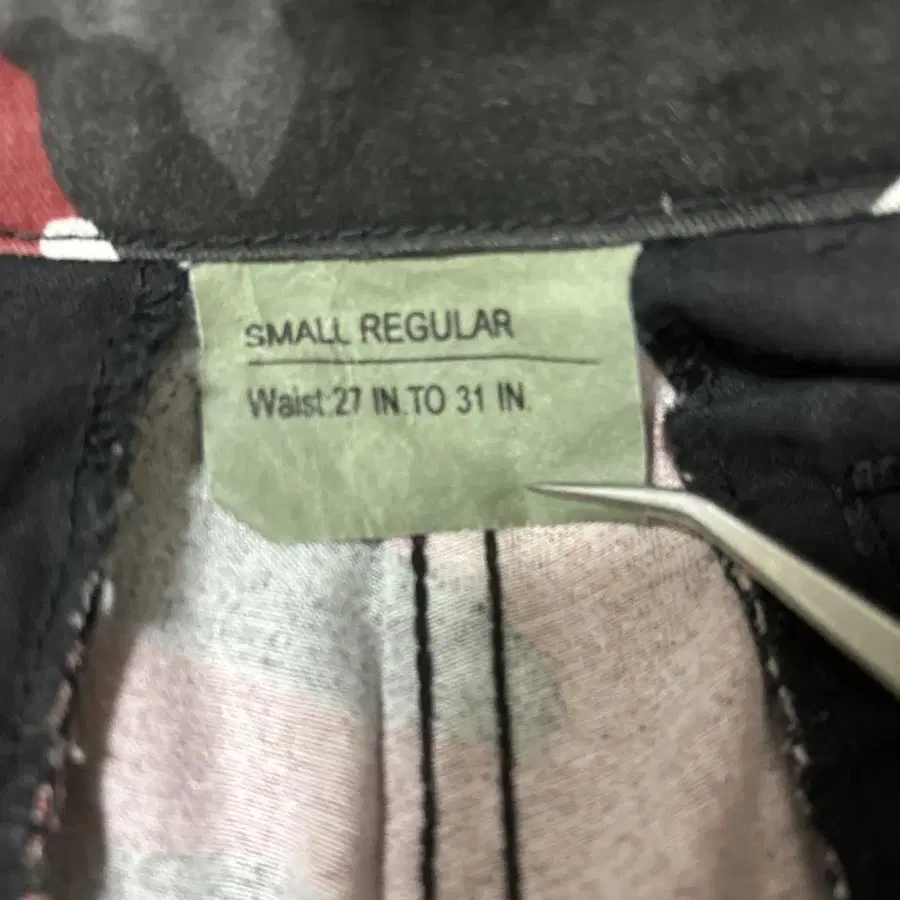 SMALL REGULAR
Waist 27 IN.TO 31 IN.